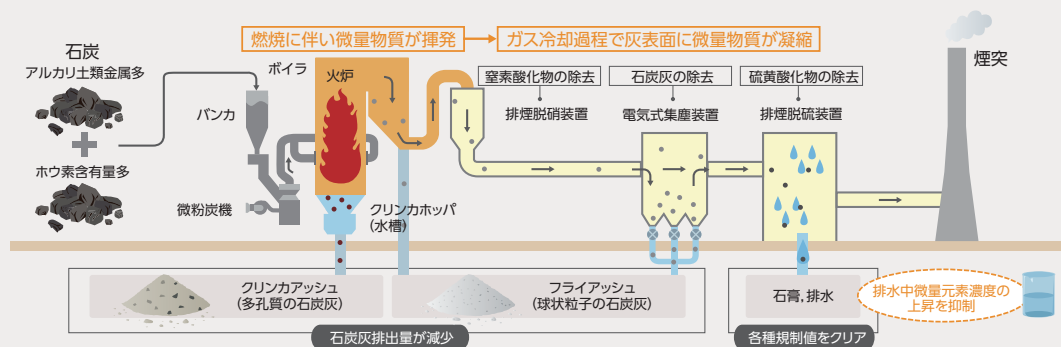 燃焼に伴い微量物質が揮発
ガス冷却過程で灰表面に微量物質が凝縮
石炭
アルカリ土類金属多
ホウ素含有量多
バンカ
微粉炭機
ボイラ
火炉
クリンカホッパ
(水槽)
窒素酸化物の除去
排煙脱硝装置
石炭灰の除去
電気式集塵装置
硫黄酸化物の除去
排煙脱硫装置
煙突
クリンカアッシュ
(多孔質の石炭灰)
フライアッシュ
(球状粒子の石炭灰)
石炭灰排出量が減少
石膏，排水
各種規制値をクリア
排水中微量元素濃度の
上昇を抑制